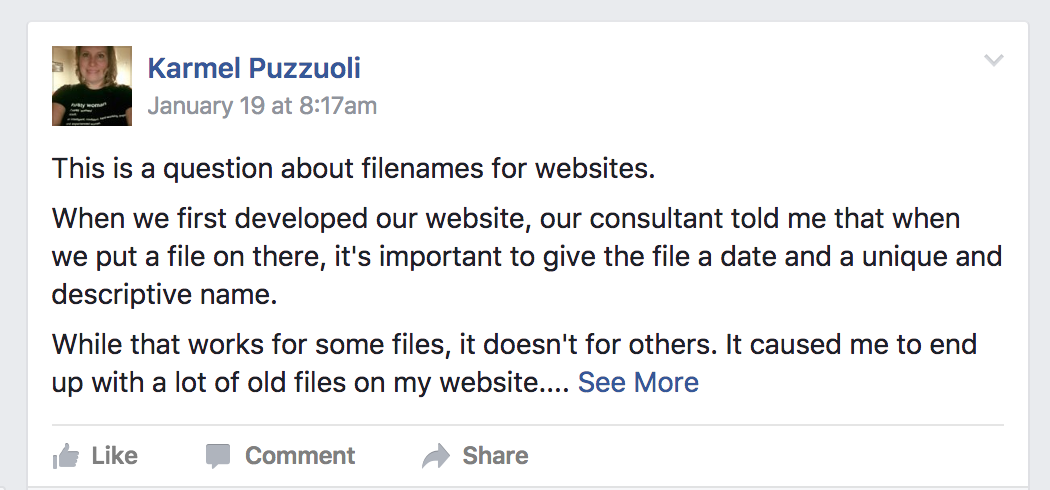 Karmel Puzzuoli
January 19 at 8:17am
This is a question about filenames for websites.
When we first developed our website, our consultant told me that when
we put a file on there, it's important to give the file a date and a unique and
descriptive name.
While that works for some files, it doesn't for others. It caused me to end
up with a lot of old files on my website.... See More
Like Comment Share